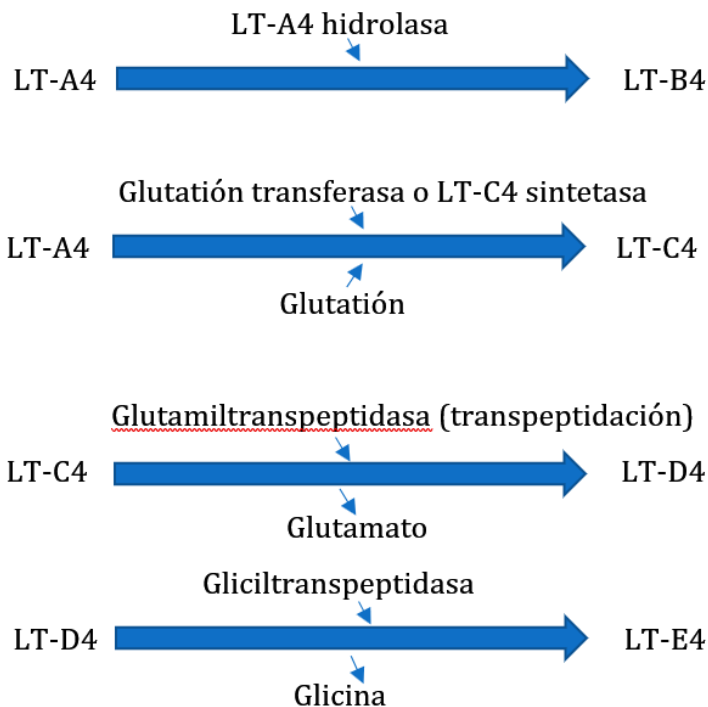 LT-A4 hidrolasa
LT-A4 LT-B4
Glutatión transferasa o LT-C4 sintetasa
LT-A4 LT-C4
Glutatión
Glutamiltranspeptidasa (transpeptidación)
LT-C4 LT-D4
Glutamato
Gliciltranspeptidasa
LT-D4 LT-E4
Glicina